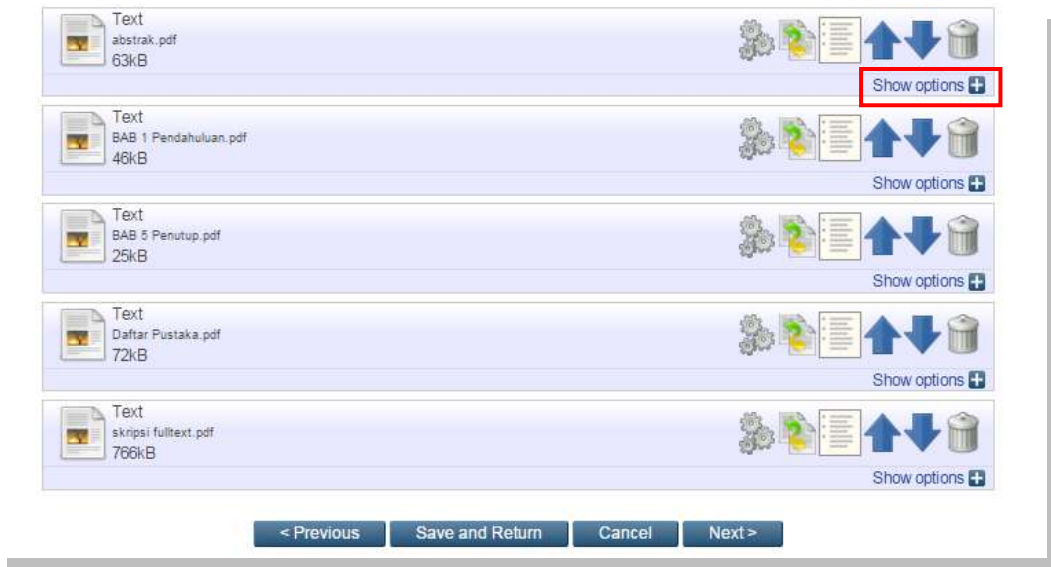 Text
abstrak.pdf
63kB
Show options
Text
BAB 1 Pendahuluan.pdf
46kB
Show options
Text
BAB 5 Penutup.pdf
25kB
Show options
Text
Daftar Pustaka.pdf
72kB
Show options
Text
skripsi fulltext.pdf
766kB
Show options
< Previous Save and Return Cancel Next >